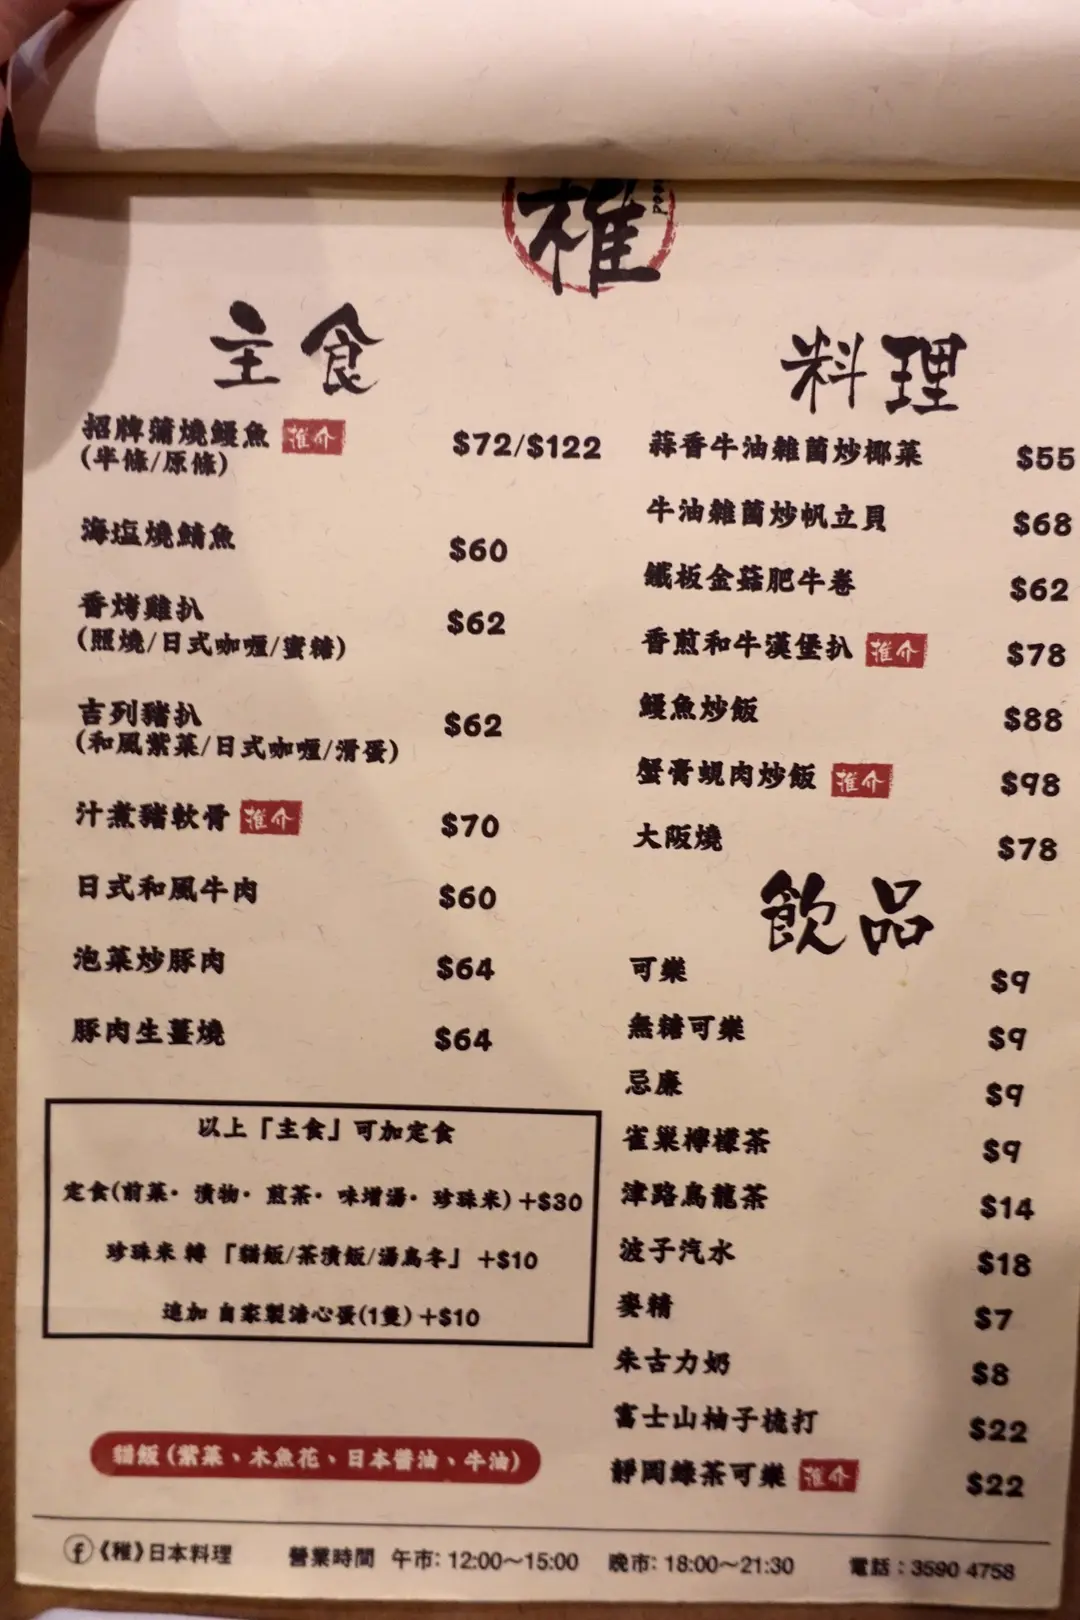 稚
主食
招牌蒲燒鰻魚 推介 $72/$122
(半條/原條)
海塩燒鯖魚 $60
香烤雞扒 $62
(照燒/日式咖喱/蜜糖)
吉列豬扒 $62
(和風紫菜/日式咖喱/滑蛋)
汁煮豬軟骨 推介 $70
日式和風牛肉 $60
泡菜炒豚肉 $64
豚肉生薑燒 $64
以上「主食」可加定食
定食(前菜·漬物·煎茶·味增湯·珍珠米)+$30
珍珠米 轉 「貓飯/茶漬飯/湯烏冬」 +$10
追加 自家製溏心蛋(1隻)+$10
貓飯(紫菜、木魚花、日本醬油、牛油)
料理
蒜香牛油雜菌炒椰菜 $55
牛油雜菌炒帆立貝 $68
鐵板金菇肥牛卷 $62
香煎和牛漢堡扒 推介 $78
鰻魚炒飯 $88
蟹膏蜆肉炒飯 推介 $98
大阪燒 $78
飲品
可樂 $9
無糖可樂 $9
忌廉 $9
雀巢檸檬茶 $9
津路烏龍茶 $14
波子汽水 $18
麥精 $7
朱古力奶 $8
富士山柚子梳打 $22
靜岡綠茶可樂 推介 $22
《稚》日本料理 營業時間 午市: 12:00~15:00 晚市: 18:00~21:30 電話：3590 4758